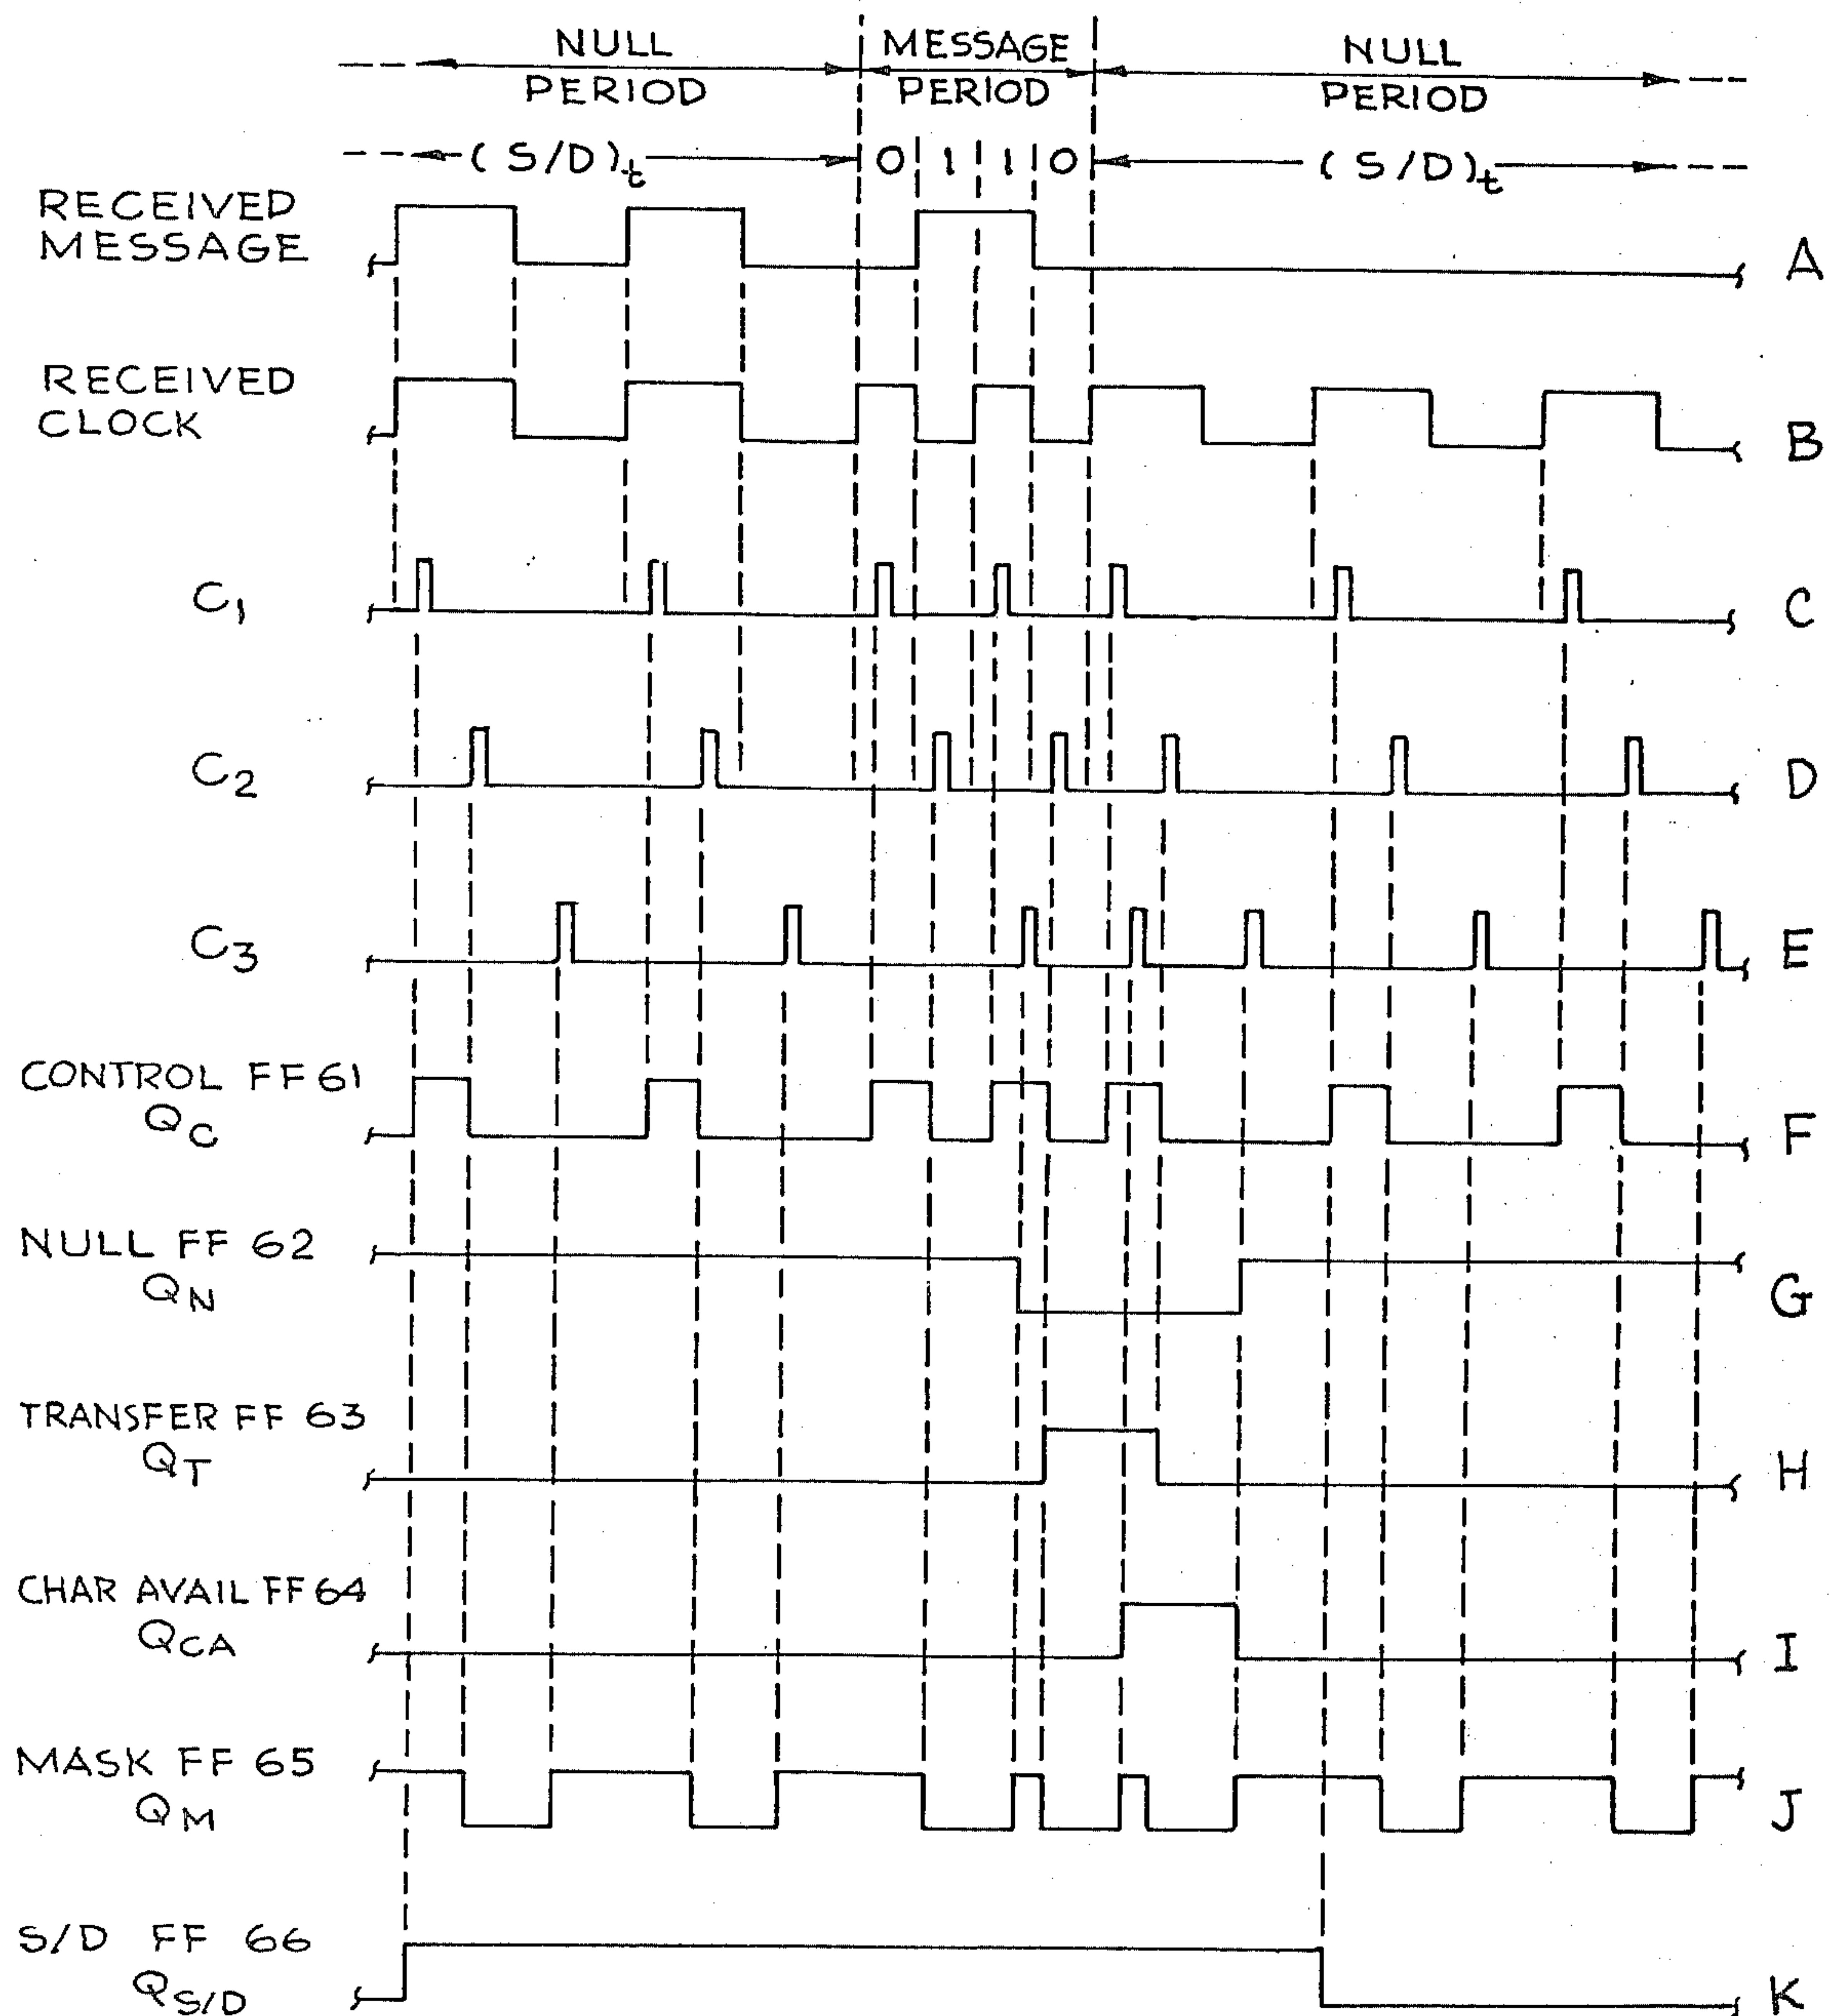 NULL PERIOD
MESSAGE PERIOD
NULL PERIOD
(S/D)t
0 1 1 0
(S/D)t
RECEIVED
MESSAGE
A
RECEIVED
CLOCK
B
C1
C
C2
D
C3
E
CONTROL FF 61
QC
F
NULL FF 62
QN
G
TRANSFER FF 63
QT
H
CHAR AVAIL FF 64
QCA
I
MASK FF 65
QM
J
S/D FF 66
QS/D
K